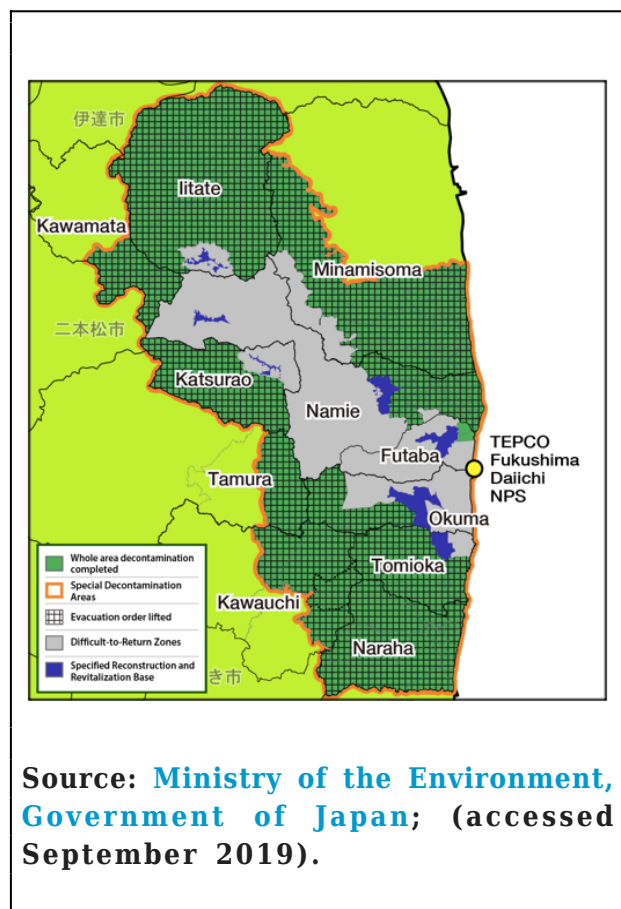 伊達市
Iitate
Kawamata
Minamisoma
二本松市
Katsurao
Namie
TEPCO
Fukushima
Daiichi
NPS
Futaba
Tamura
Okuma
Tomioka
Kawauchi
Naraha
き市
Whole area decontamination
completed
Special Decontamination
Areas
Evacuation order lifted
Difficult-to-Return Zones
Specified Reconstruction and
Revitalization Base
Source: Ministry of the Environment,
Government of Japan; (accessed
September 2019).